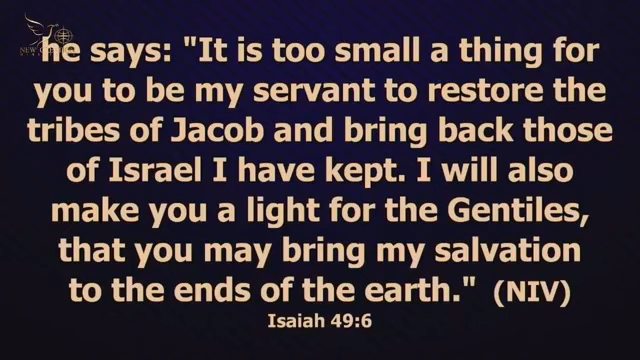 he says: "It is too small a thing for
you to be my servant to restore the
tribes of Jacob and bring back those
of Israel I have kept. I will also
make you a light for the Gentiles,
that you may bring my salvation
to the ends of the earth." (NIV)
Isaiah 49:6